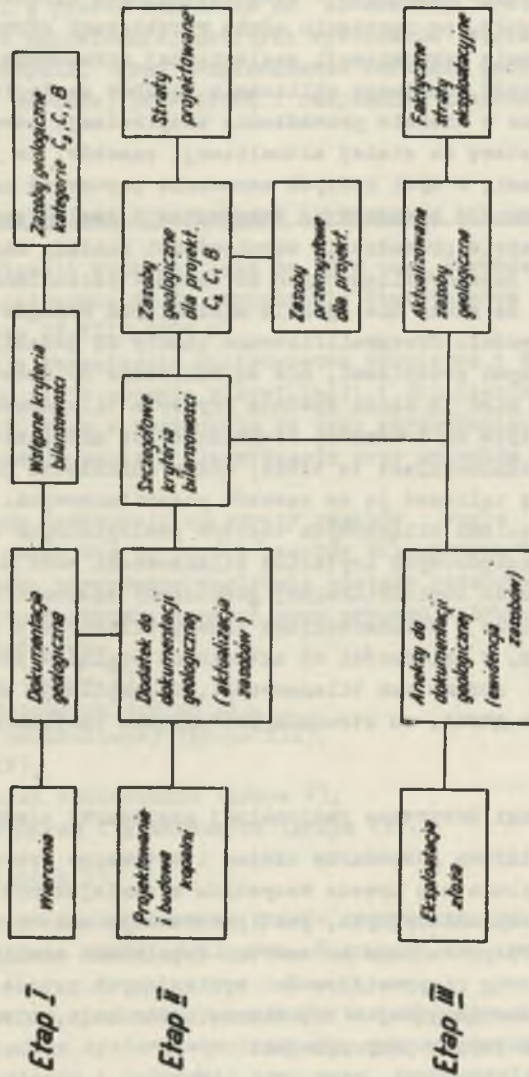 Etap I
Wiercenia
Dokumentacja
geologiczna
Wstępne kryteria
bilansowości
Zasoby geologiczne
kategorie C₂, C₁, B
Etap II
Projektowanie
i budowa
kopalni
Dodatek do
dokumentacji
geologicznej
(aktualizacja
zasobów)
Szczegółowe
kryteria
bilansowości
Zasoby
geologiczne
dla projekt.
C₂ C₁ B
Straty
projektowane
Zasoby
przemysłowe
dla projekt.
Etap III
Eksploatacja
złoża
Aneksy do
dokumentacji
geologicznej
(ewidencja
zasobów)
Aktualizowane
zasoby
geologiczne
Faktyczne
straty
eksploatacyjne